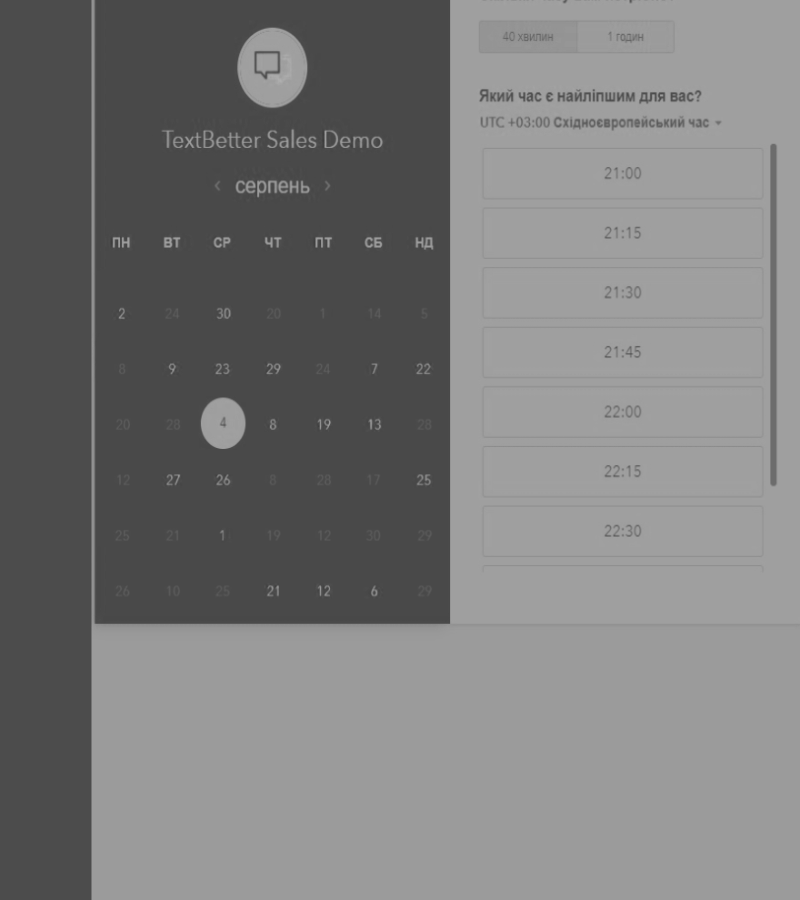 TextBetter Sales Demo
‹ серпень ›
ПН ВТ СР ЧТ ПТ СБ НД
2 24 30 20 1 14 5
8 9 23 29 24 7 22
20 28 4 8 19 13 28
12 27 26 8 28 17 25
25 21 1 19 12 30 29
26 10 25 21 12 6 29
40 хвилин 1 годин
Який час є найліпшим для вас?
UTC +03:00 Східноєвропейський час
21:00
21:15
21:30
21:45
22:00
22:15
22:30